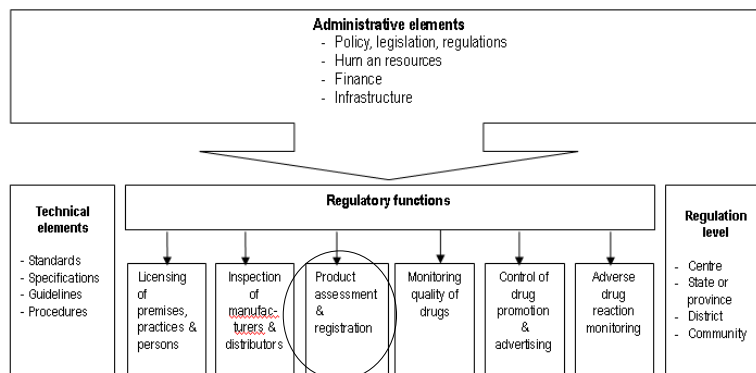 Administrative elements
- Policy, legislation, regulations
- Hum an resources
- Finance
- Infrastructure
Technical
elements
- Standards
- Specifications
- Guidelines
- Procedures
Regulatory functions
Licensing
of
premises,
practices &
persons
Inspection
of
manufac-
turers &
distributors
Product
assessment
&
registration
Monitoring
quality of
drugs
Control of
drug
promotion
&
advertising
Adverse
drug
reaction
monitoring
Regulation
level
- Centre
- State or
province
- District
- Community